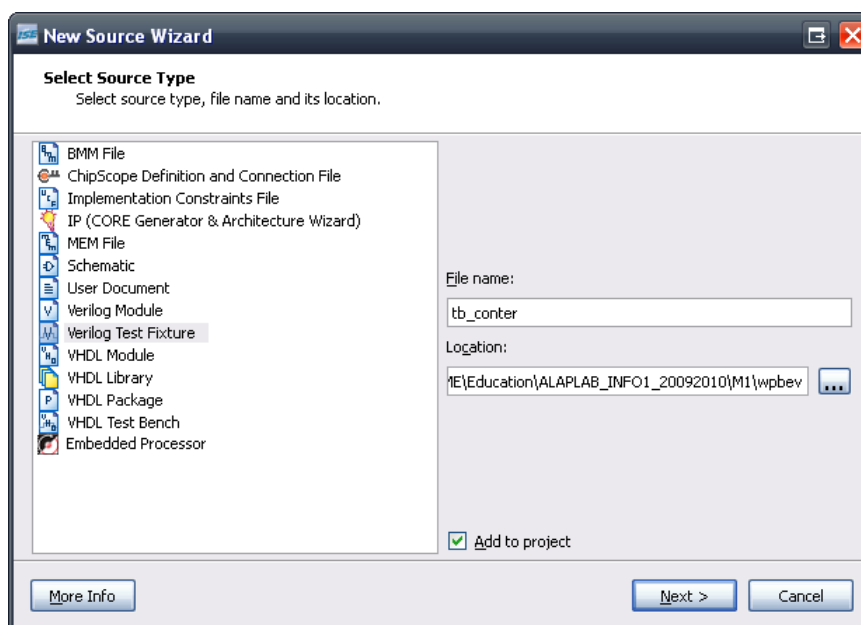 ISE New Source Wizard
Select Source Type
Select source type, file name and its location.
BMM File
ChipScope Definition and Connection File
Implementation Constraints File
IP (CORE Generator & Architecture Wizard)
MEM File
Schematic
User Document
Verilog Module
Verilog Test Fixture
VHDL Module
VHDL Library
VHDL Package
VHDL Test Bench
Embedded Processor
File name:
tb_conter
Location:
ME\Education\ALAPLAB_INFO1_20092010\M1\wpbev
...
Add to project
More Info
Next >
Cancel